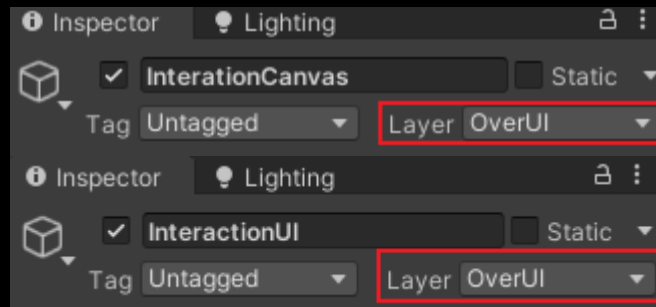 Inspector Lighting
InterationCanvas Static
Tag Untagged Layer OverUI
Inspector Lighting
InteractionUI Static
Tag Untagged Layer OverUI